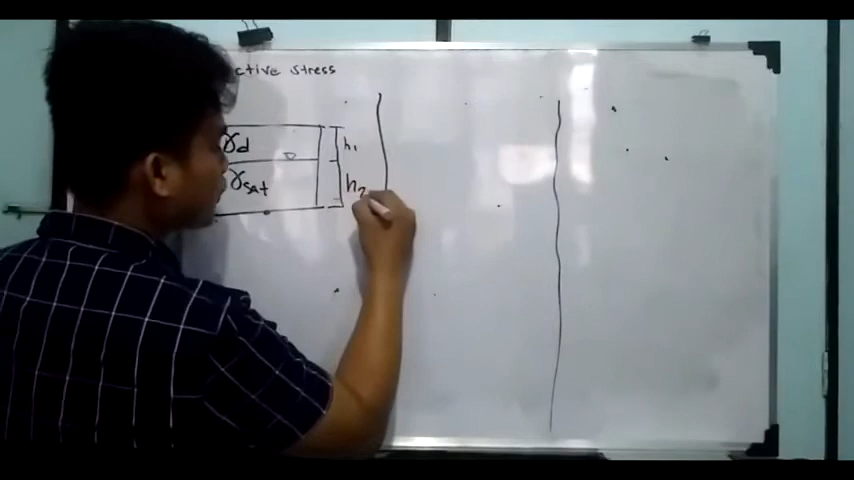 ctive stress
γd h₁
γsat h₂